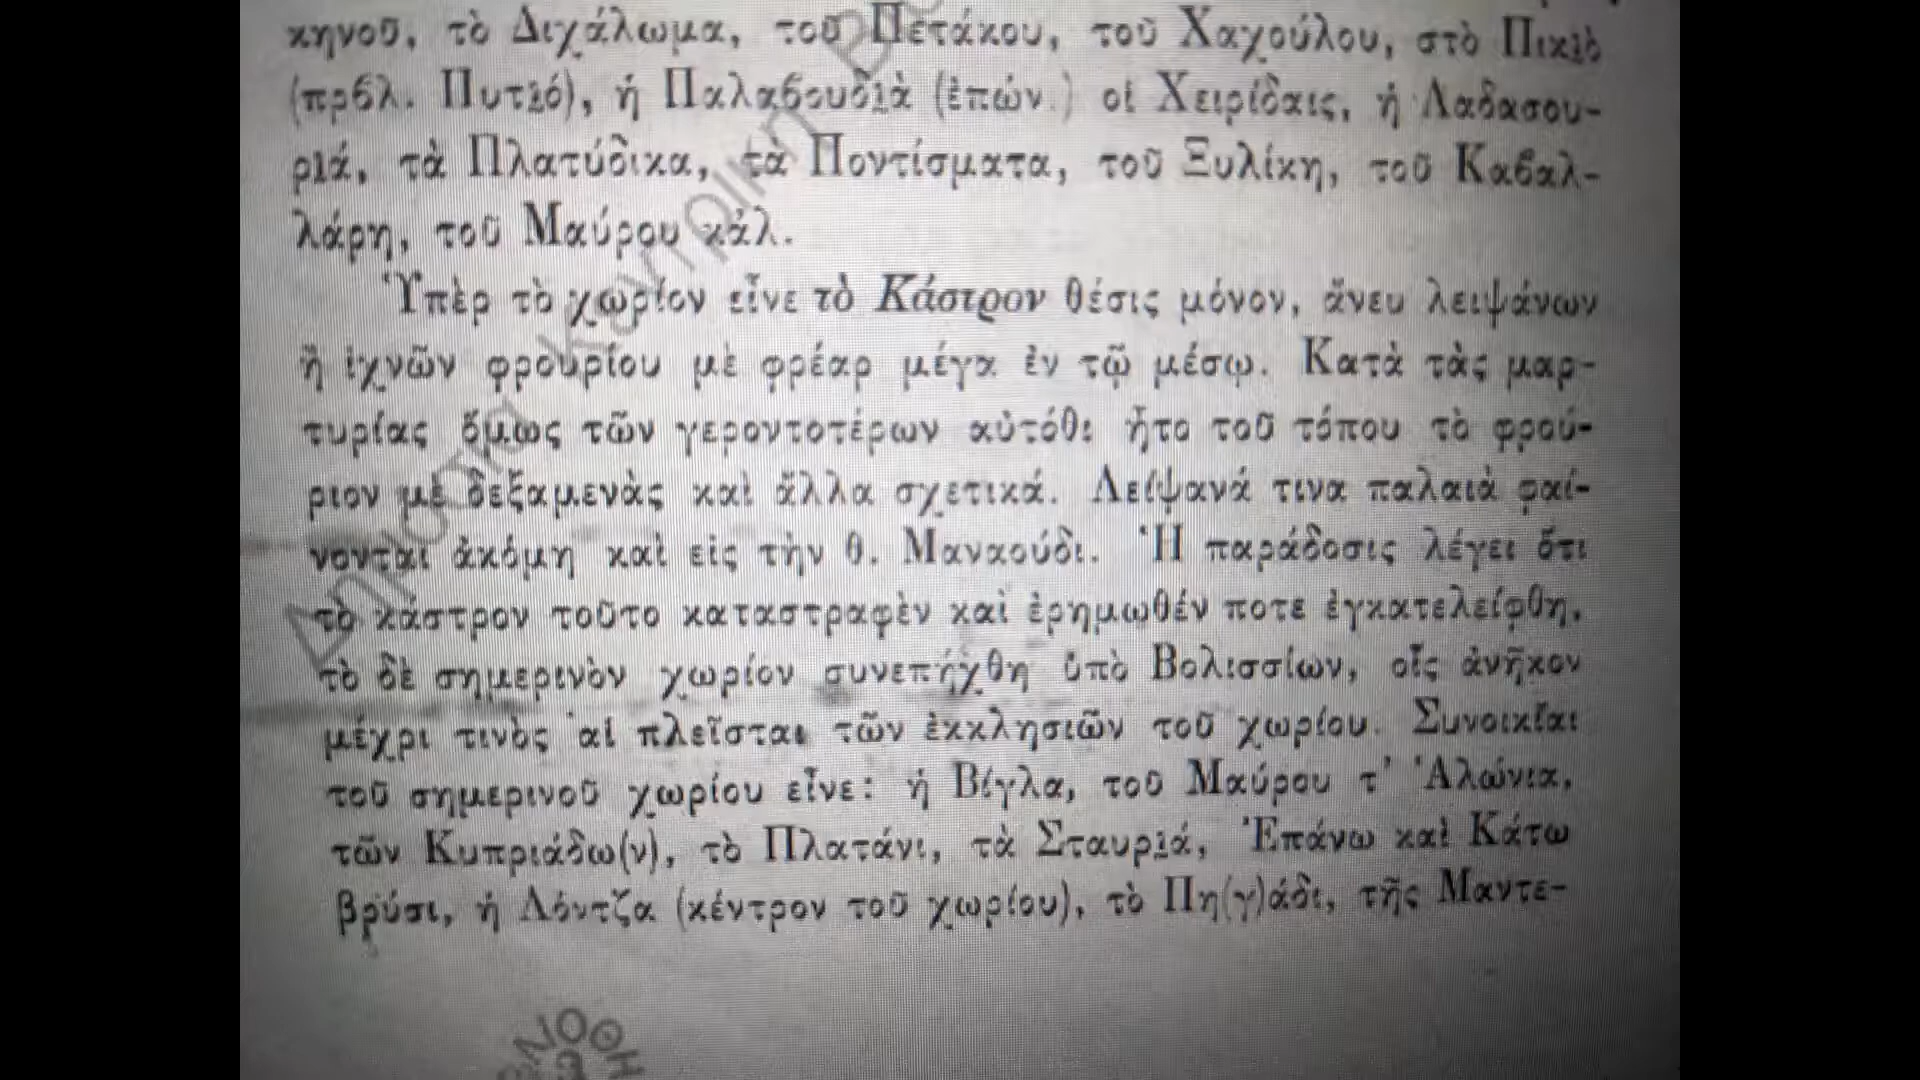 κηνοῦ, τὸ Διχάλωμα, τοῦ Πετάκου, τοῦ Χαχούλου, στὸ Πικιὸ
(πρβλ. Πυτιό), ἡ Παλαβουδιὰ (ἐπών.) οἱ Χειρίδαις, ἡ Λαδασου-
ριά, τὰ Πλατύδικα, τὰ Ποντίσματα, τοῦ Ξυλίκη, τοῦ Καβαλ-
λάρη, τοῦ Μαύρου κἄλ.
Ὑπὲρ τὸ χωρίον εἶνε τὸ Κάστρον θέσις μόνον, ἄνευ λειψάνων
ἢ ἰχνῶν φρουρίου μὲ φρέαρ μέγα ἐν τῷ μέσῳ. Κατὰ τὰς μαρ-
τυρίας ὅμως τῶν γεροντοτέρων αὐτόθι ἦτο τοῦ τόπου τὸ φρού-
ριον μὲ δεξαμενὰς καὶ ἄλλα σχετικά. Λείψανά τινα παλαιὰ φαί-
νονται ἀκόμη καὶ εἰς τὴν θ. Μαναούδι. Ἡ παράδοσις λέγει ὅτι
τὸ κάστρον τοῦτο καταστραφὲν καὶ ἐρημωθέν ποτε ἐγκατελείφθη,
τὸ δὲ σημερινὸν χωρίον συνεπήχθη ὑπὸ Βολισσίων, οἷς ἀνῆκον
μέχρι τινὸς αἱ πλεῖσται τῶν ἐκκλησιῶν τοῦ χωρίου. Συνοικίαι
τοῦ σημερινοῦ χωρίου εἶνε: ἡ Βίγλα, τοῦ Μαύρου τ' Ἀλώνια,
τῶν Κυπριάδω(ν), τὸ Πλατάνι, τὰ Σταυριά, Ἐπάνω καὶ Κάτω
βρύσι, ἡ Λόντζα (κέντρον τοῦ χωρίου), τὸ Πη(γ)άδι, τῆς Μαντε-